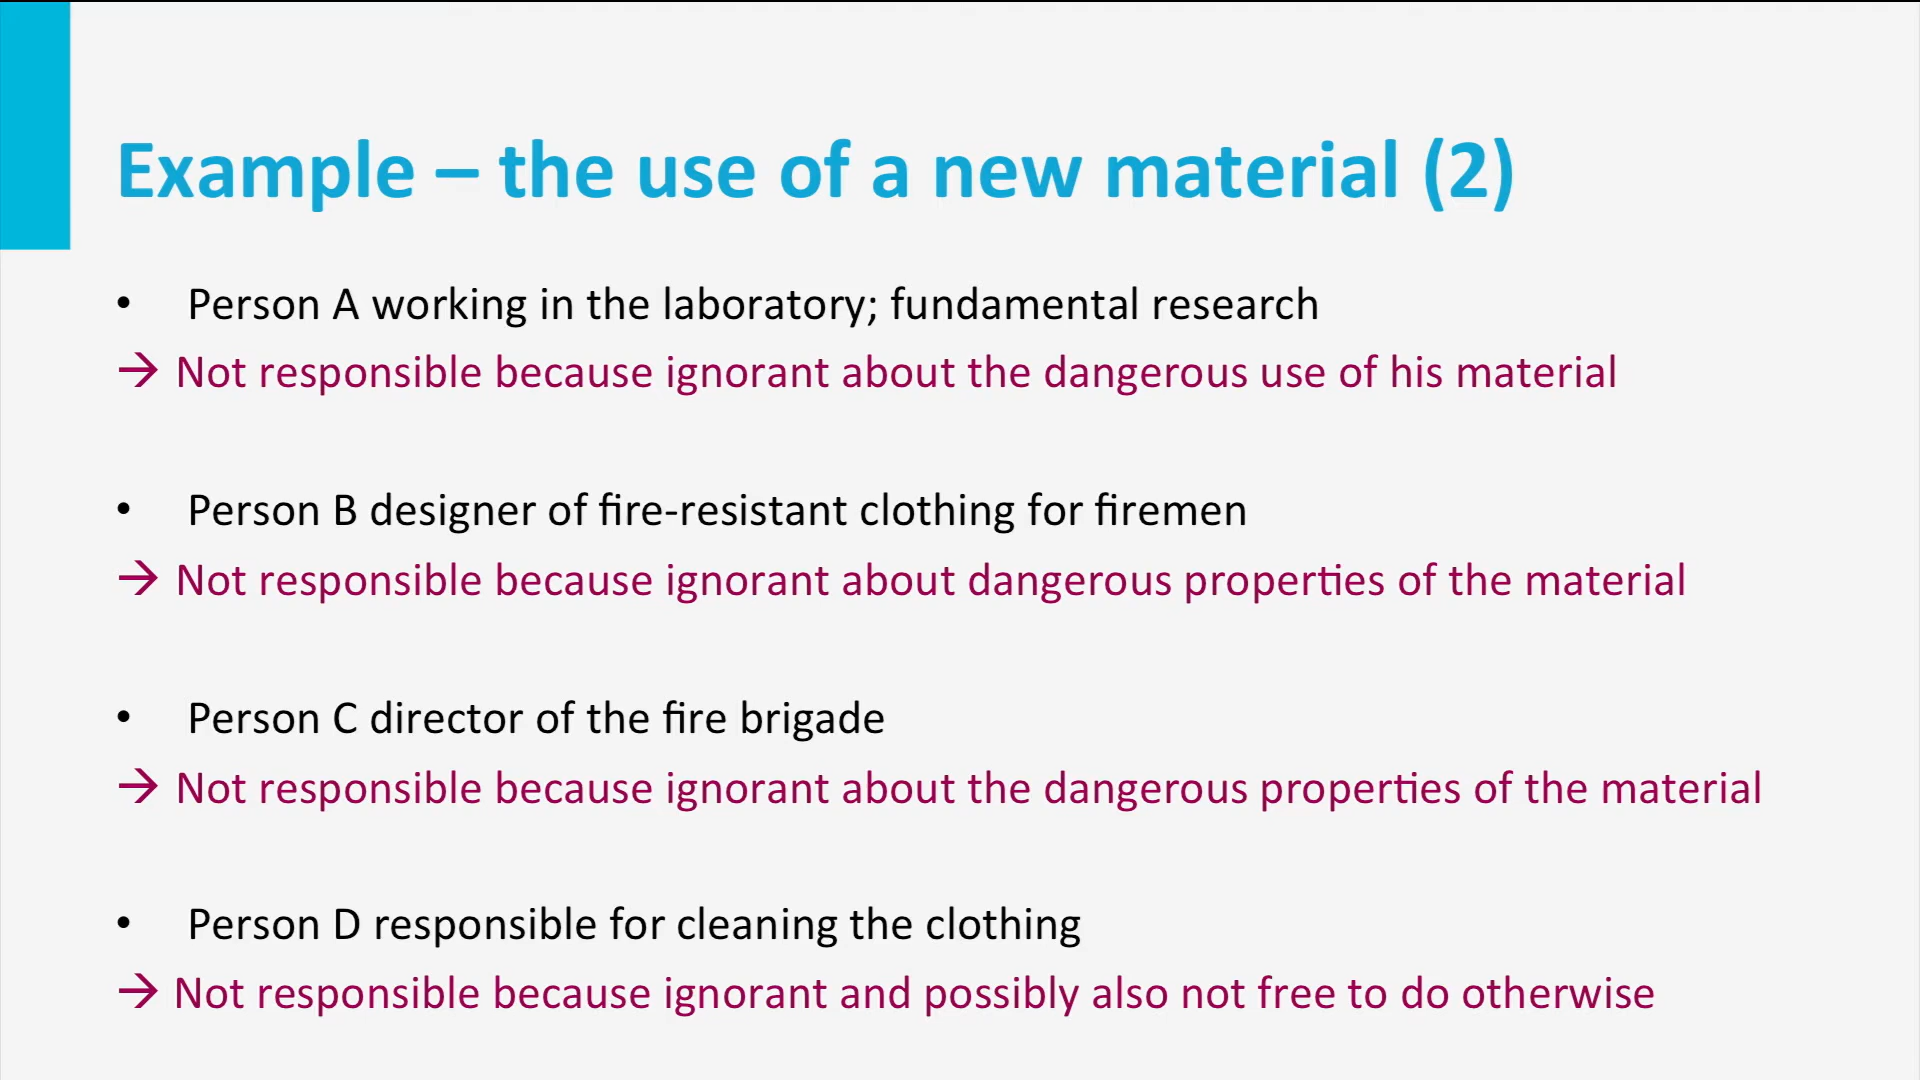 Example – the use of a new material (2)
• Person A working in the laboratory; fundamental research
→ Not responsible because ignorant about the dangerous use of his material
• Person B designer of fire-resistant clothing for firemen
→ Not responsible because ignorant about dangerous properties of the material
• Person C director of the fire brigade
→ Not responsible because ignorant about the dangerous properties of the material
• Person D responsible for cleaning the clothing
→ Not responsible because ignorant and possibly also not free to do otherwise